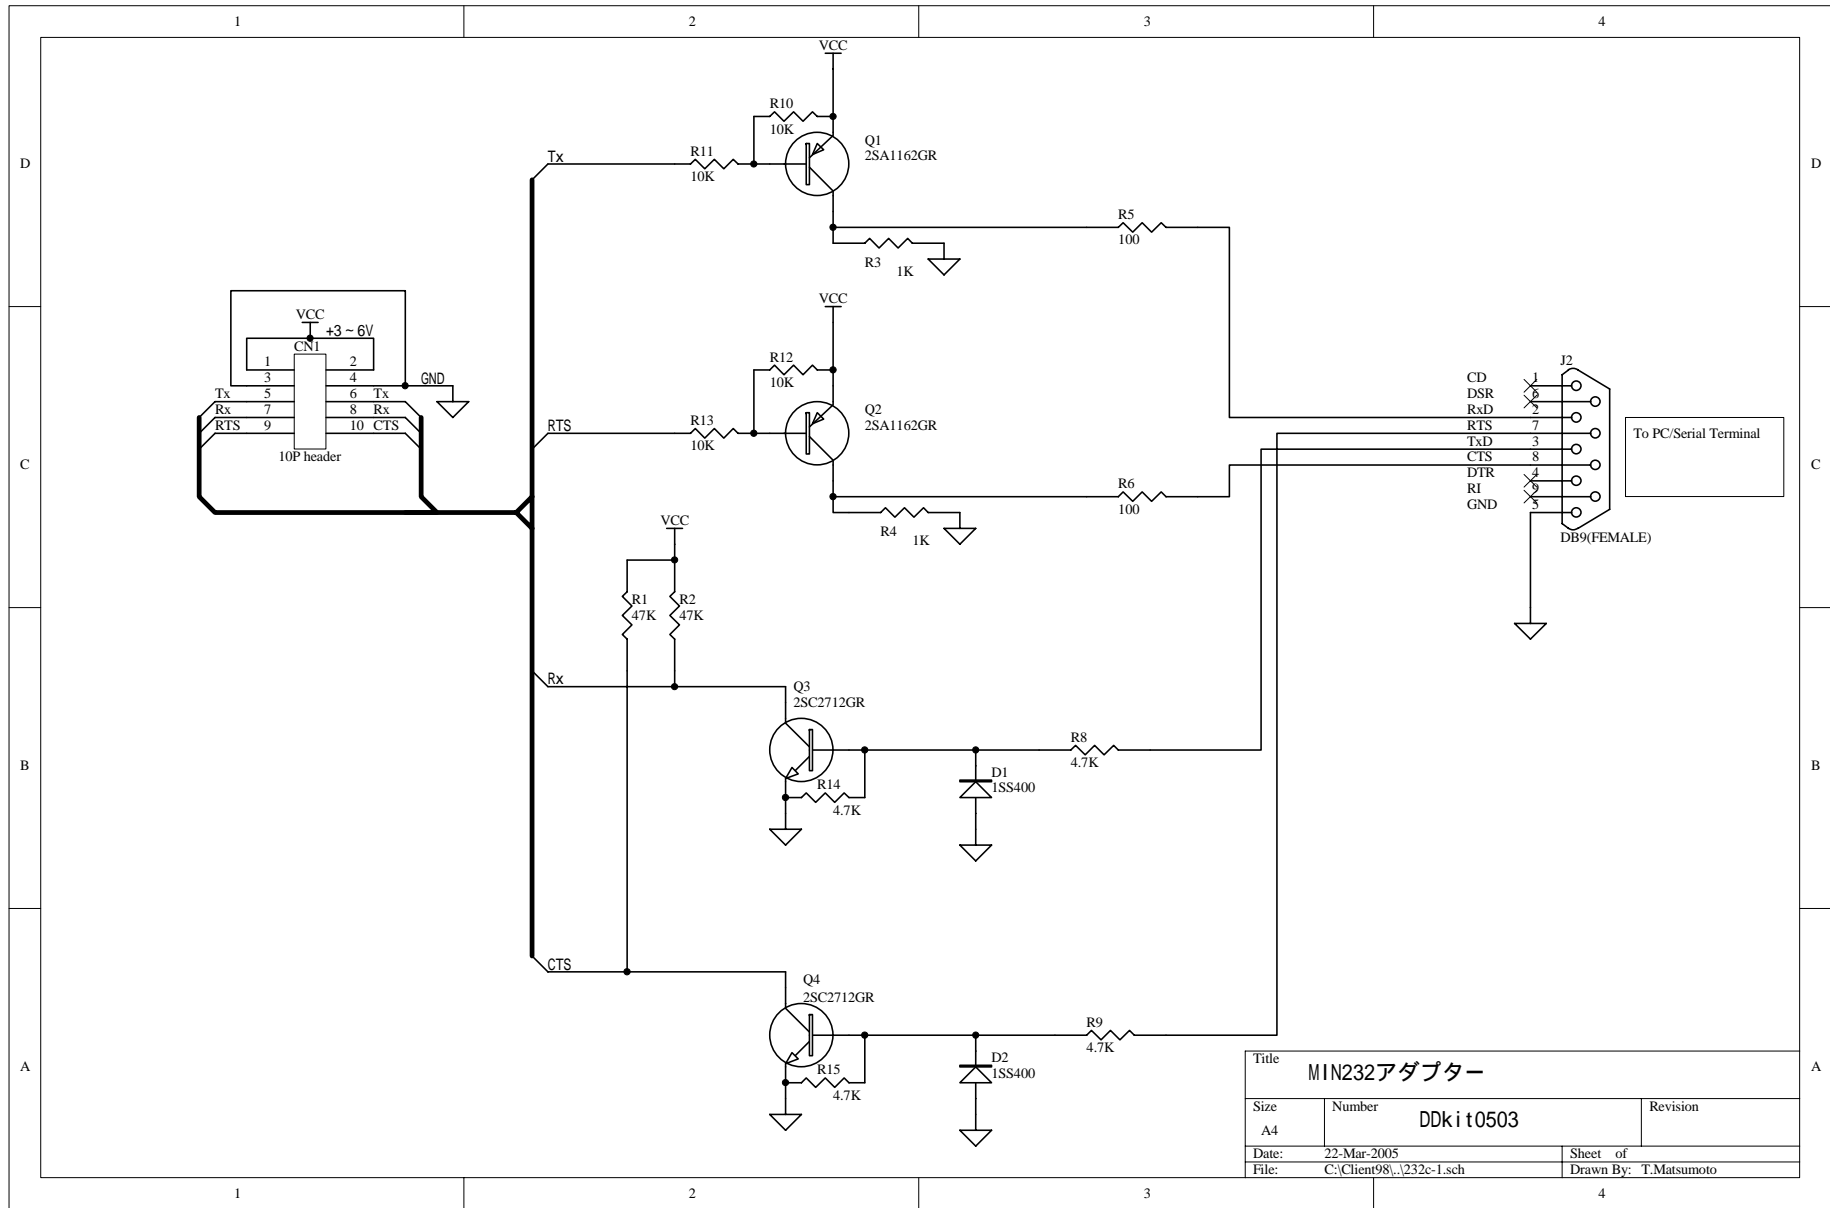 1
2
3
4
D
D
C
C
B
B
A
A
VCC
R10
10K
Q1
2SA1162GR
Tx
R11
10K
R5
100
R3
1K
VCC
+3～6V
CN1
1
2
3
4
GND
Tx
5
6
Tx
Rx
7
8
Rx
RTS
9
10
CTS
10P header
VCC
R12
10K
Q2
2SA1162GR
RTS
R13
10K
R6
100
R4
1K
J2
CD
1
DSR
6
RxD
2
RTS
7
TxD
3
CTS
8
DTR
4
RI
9
GND
5
DB9(FEMALE)
To PC/Serial Terminal
VCC
R1
47K
R2
47K
Rx
Q3
2SC2712GR
R8
4.7K
R14
4.7K
D1
1SS400
CTS
Q4
2SC2712GR
R9
4.7K
R15
4.7K
D2
1SS400
Title
MIN232アダプター
Size
A4
Number
DDkit0503
Revision
Date:
22-Mar-2005
Sheet of
File:
C:\Client98\..\232c-1.sch
Drawn By: T.Matsumoto
1
2
3
4